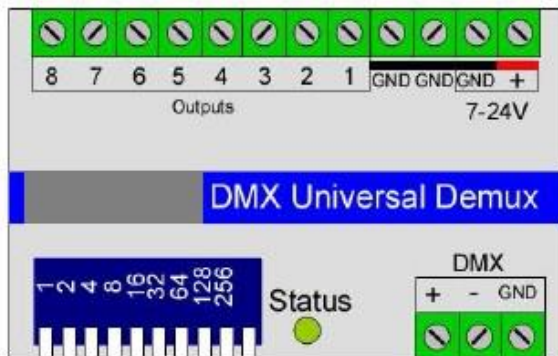 8 7 6 5 4 3 2 1 GND GND GND +
Outputs
7-24V
DMX Universal Demux
1 2 4 8 16 32 64 128 256
Status
DMX
+ - GND